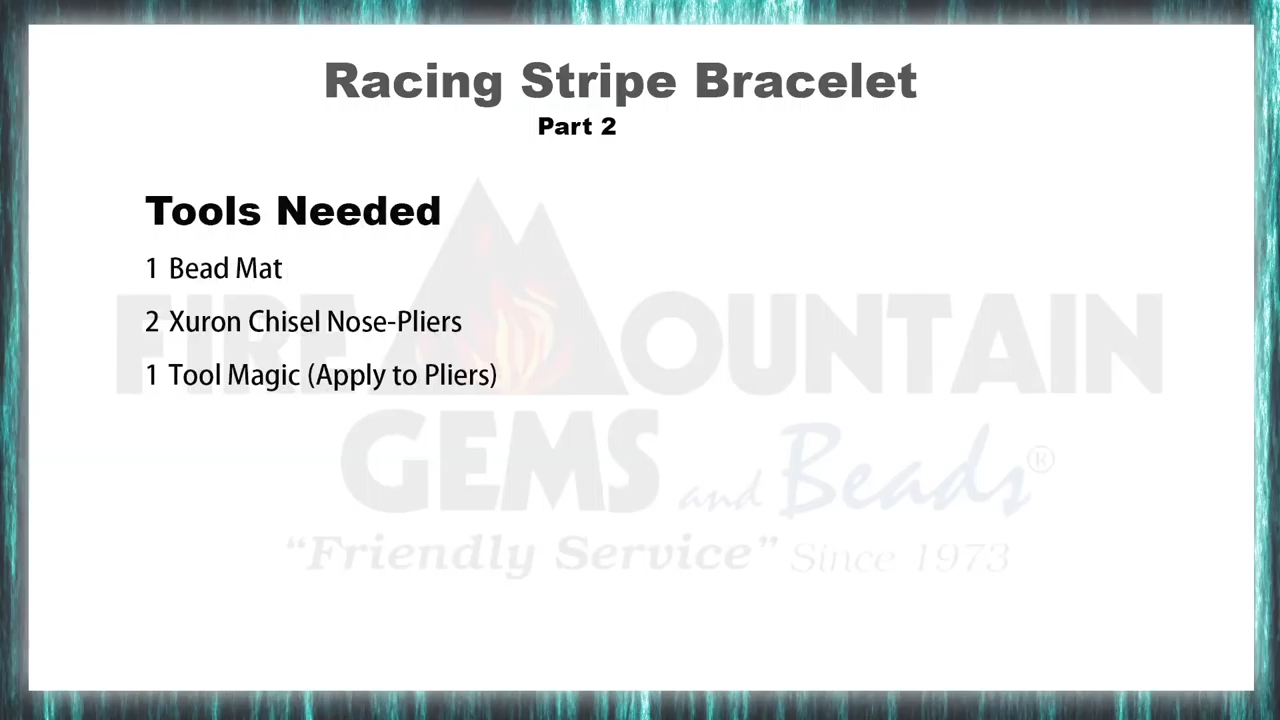 Racing Stripe Bracelet
Part 2
Tools Needed
1 Bead Mat
2 Xuron Chisel Nose-Pliers
1 Tool Magic (Apply to Pliers)
FIRE MOUNTAIN
GEMS and Beads®
“Friendly Service” Since 1973